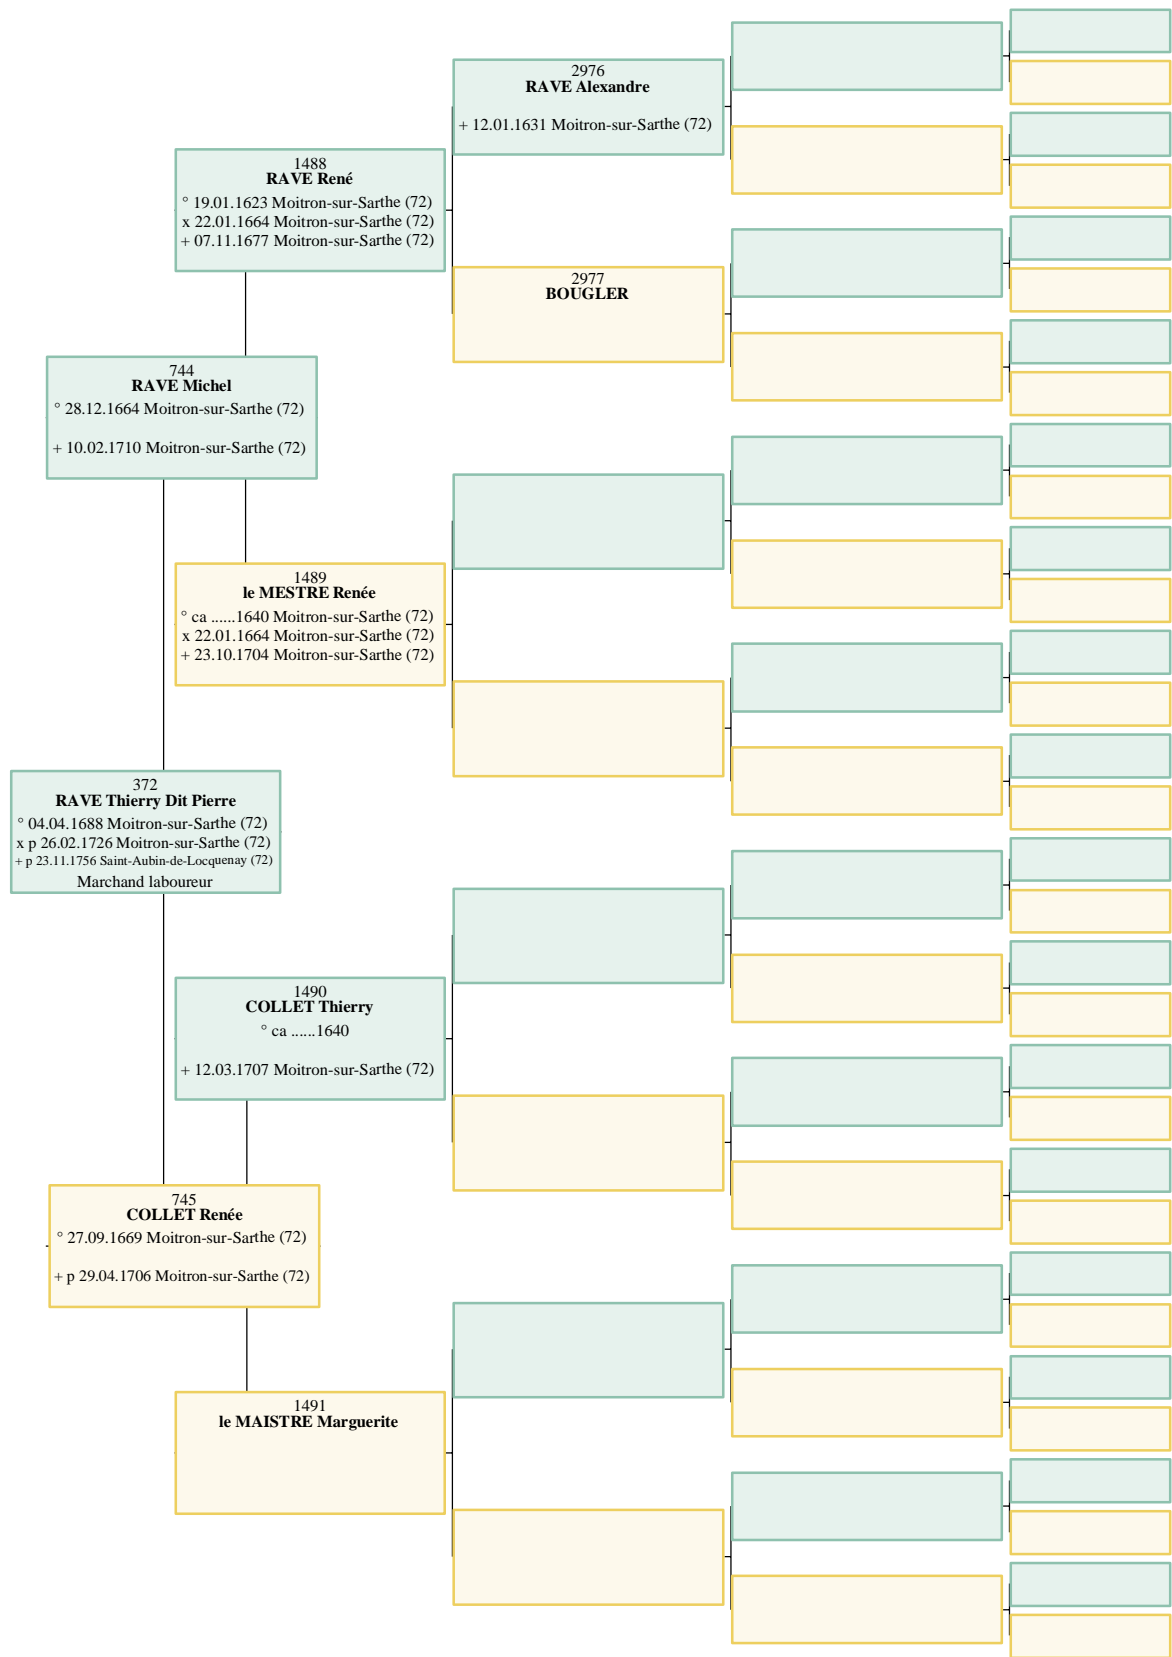 2976
RAVE Alexandre
+ 12.01.1631 Moitron-sur-Sarthe (72)
1488
RAVE René
° 19.01.1623 Moitron-sur-Sarthe (72)
x 22.01.1664 Moitron-sur-Sarthe (72)
+ 07.11.1677 Moitron-sur-Sarthe (72)
2977
BOUGLER
744
RAVE Michel
° 28.12.1664 Moitron-sur-Sarthe (72)
+ 10.02.1710 Moitron-sur-Sarthe (72)
1489
le MESTRE Renée
° ca ......1640 Moitron-sur-Sarthe (72)
x 22.01.1664 Moitron-sur-Sarthe (72)
+ 23.10.1704 Moitron-sur-Sarthe (72)
372
RAVE Thierry Dit Pierre
° 04.04.1688 Moitron-sur-Sarthe (72)
x p 26.02.1726 Moitron-sur-Sarthe (72)
+ p 23.11.1756 Saint-Aubin-de-Locquenay (72)
Marchand laboureur
1490
COLLET Thierry
° ca ......1640
+ 12.03.1707 Moitron-sur-Sarthe (72)
745
COLLET Renée
° 27.09.1669 Moitron-sur-Sarthe (72)
+ p 29.04.1706 Moitron-sur-Sarthe (72)
1491
le MAISTRE Marguerite